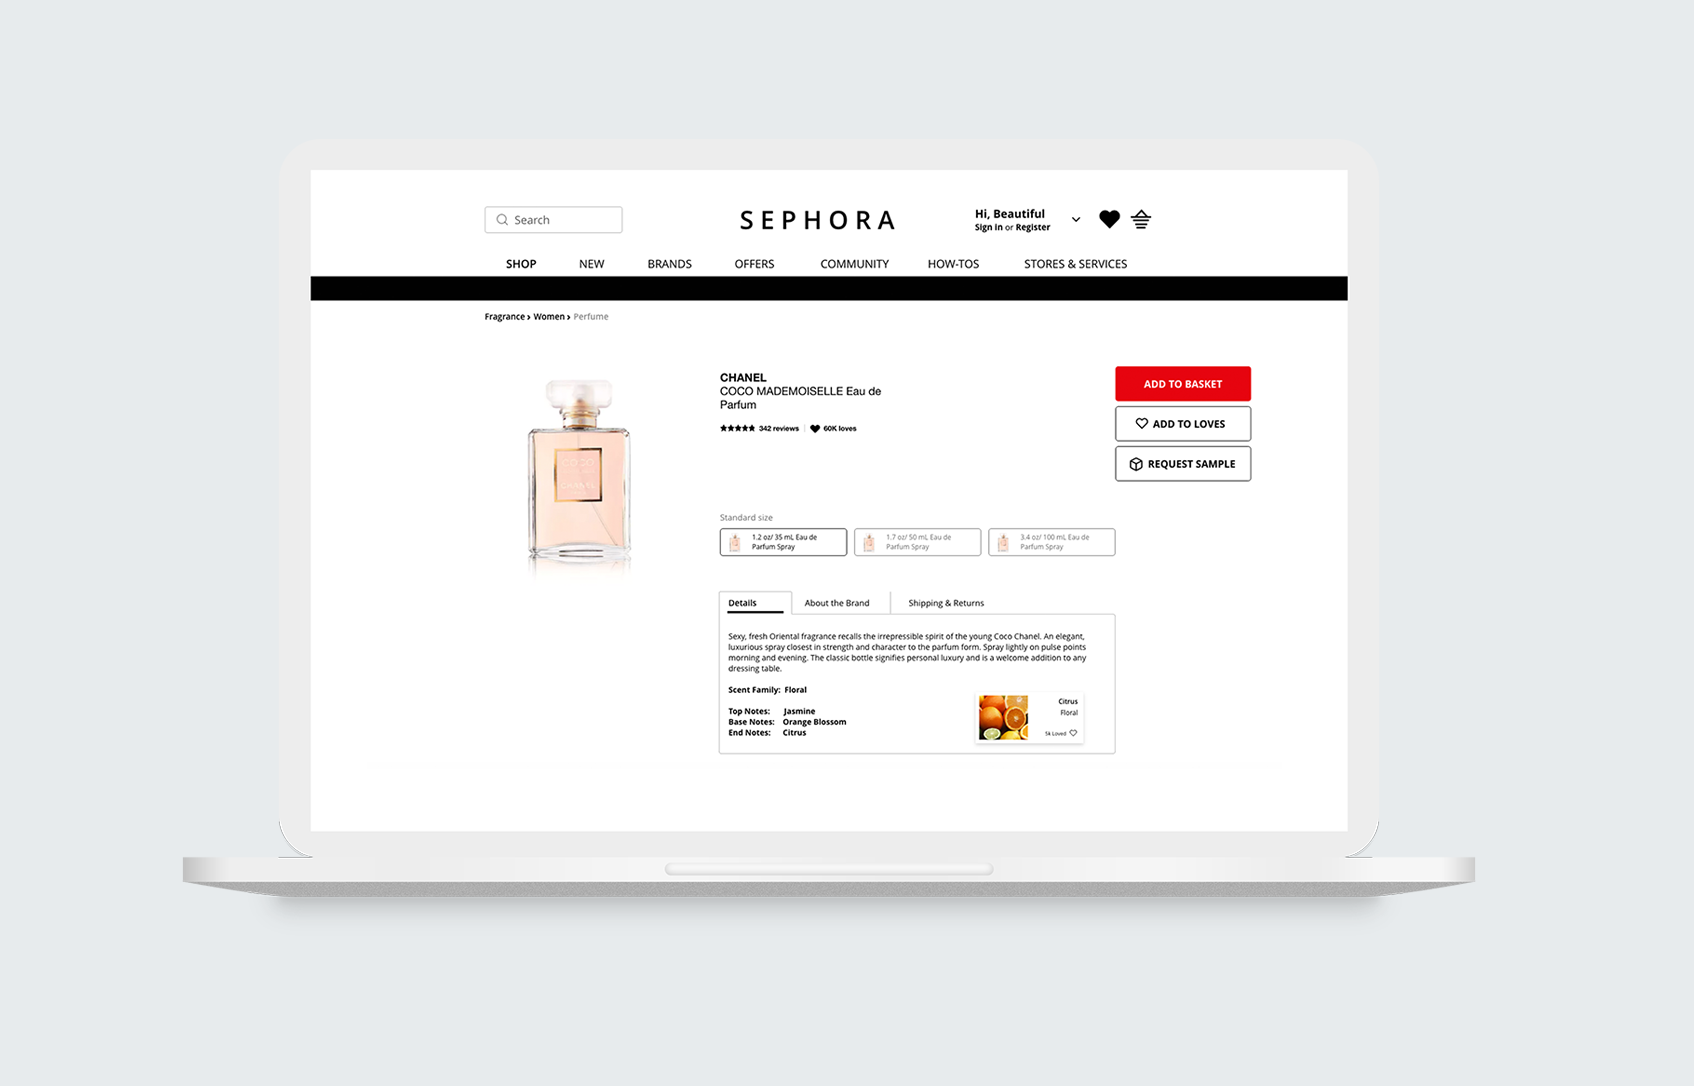 Search
SEPHORA
Hi, Beautiful
Sign in or Register
SHOP
NEW
BRANDS
OFFERS
COMMUNITY
HOW-TOS
STORES & SERVICES
Fragrance › Women › Perfume
CHANEL
COCO MADEMOISELLE Eau de
Parfum
342 reviews
60K loves
ADD TO BASKET
ADD TO LOVES
REQUEST SAMPLE
COCO
CHANEL
Standard size
1.2 oz/ 35 mL Eau de
Parfum Spray
1.7 oz/ 50 mL Eau de
Parfum Spray
3.4 oz/ 100 mL Eau de
Parfum Spray
Details
About the Brand
Shipping & Returns
Sexy, fresh Oriental fragrance recalls the irrepressible spirit of the young Coco Chanel. An elegant,
luxurious spray closest in strength and character to the parfum form. Spray lightly on pulse points
morning and evening. The classic bottle signifies personal luxury and is a welcome addition to any
dressing table.
Scent Family: Floral
Top Notes: Jasmine
Base Notes: Orange Blossom
End Notes: Citrus
Citrus
Floral
5k Loved